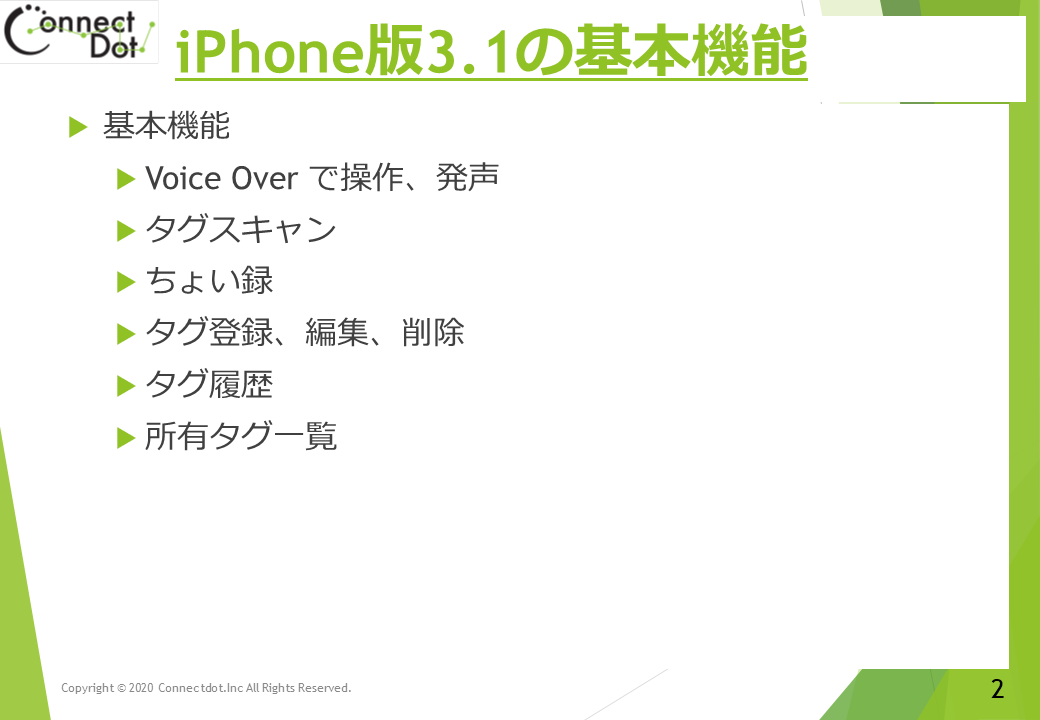 Connect
Dot
iPhone版3.1の基本機能
基本機能
Voice Over で操作、発声
タグスキャン
ちょい録
タグ登録、編集、削除
タグ履歴
所有タグ一覧
Copyright © 2020 Connectdot.Inc All Rights Reserved.
2